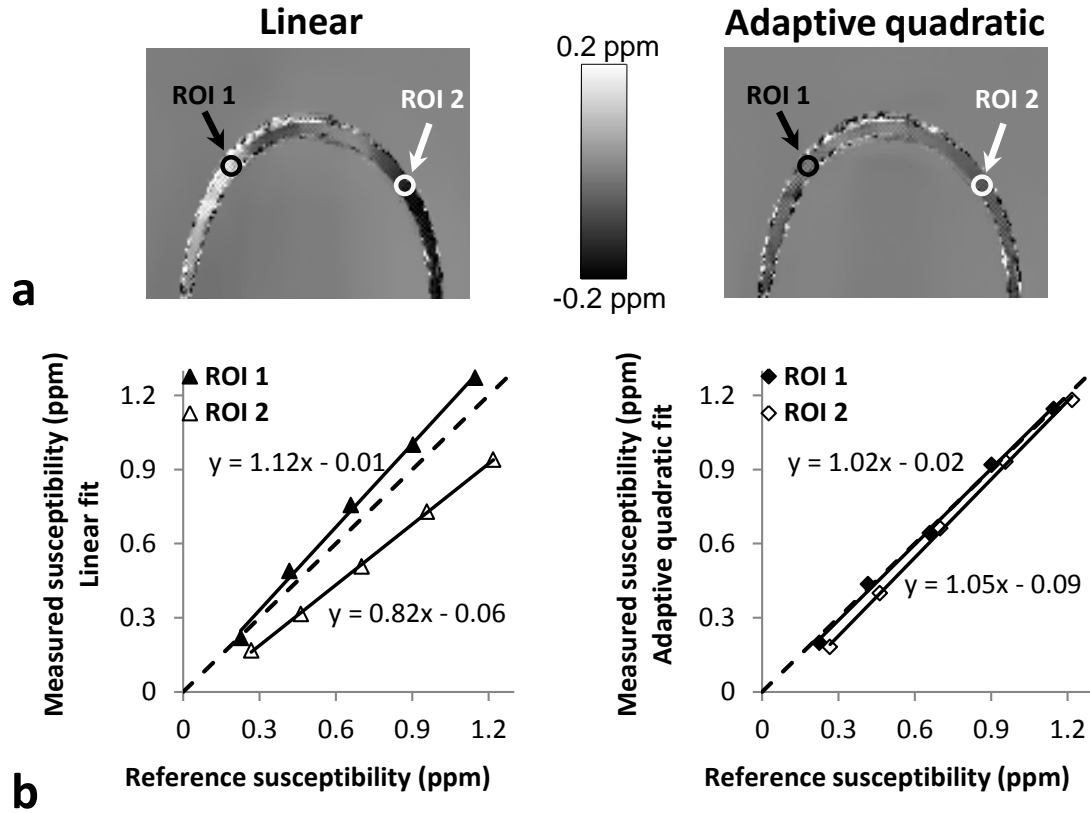 Linear
Adaptive quadratic
ROI 1
ROI 2
0.2 ppm
-0.2 ppm
ROI 1
ROI 2
a
Measured susceptibility (ppm)
Linear fit
1.2
0.9
0.6
0.3
0
ROI 1
ROI 2
y = 1.12x - 0.01
y = 0.82x - 0.06
0
0.3
0.6
0.9
1.2
Reference susceptibility (ppm)
Measured susceptibility (ppm)
Adaptive quadratic fit
1.2
0.9
0.6
0.3
0
ROI 1
ROI 2
y = 1.02x - 0.02
y = 1.05x - 0.09
0
0.3
0.6
0.9
1.2
Reference susceptibility (ppm)
b